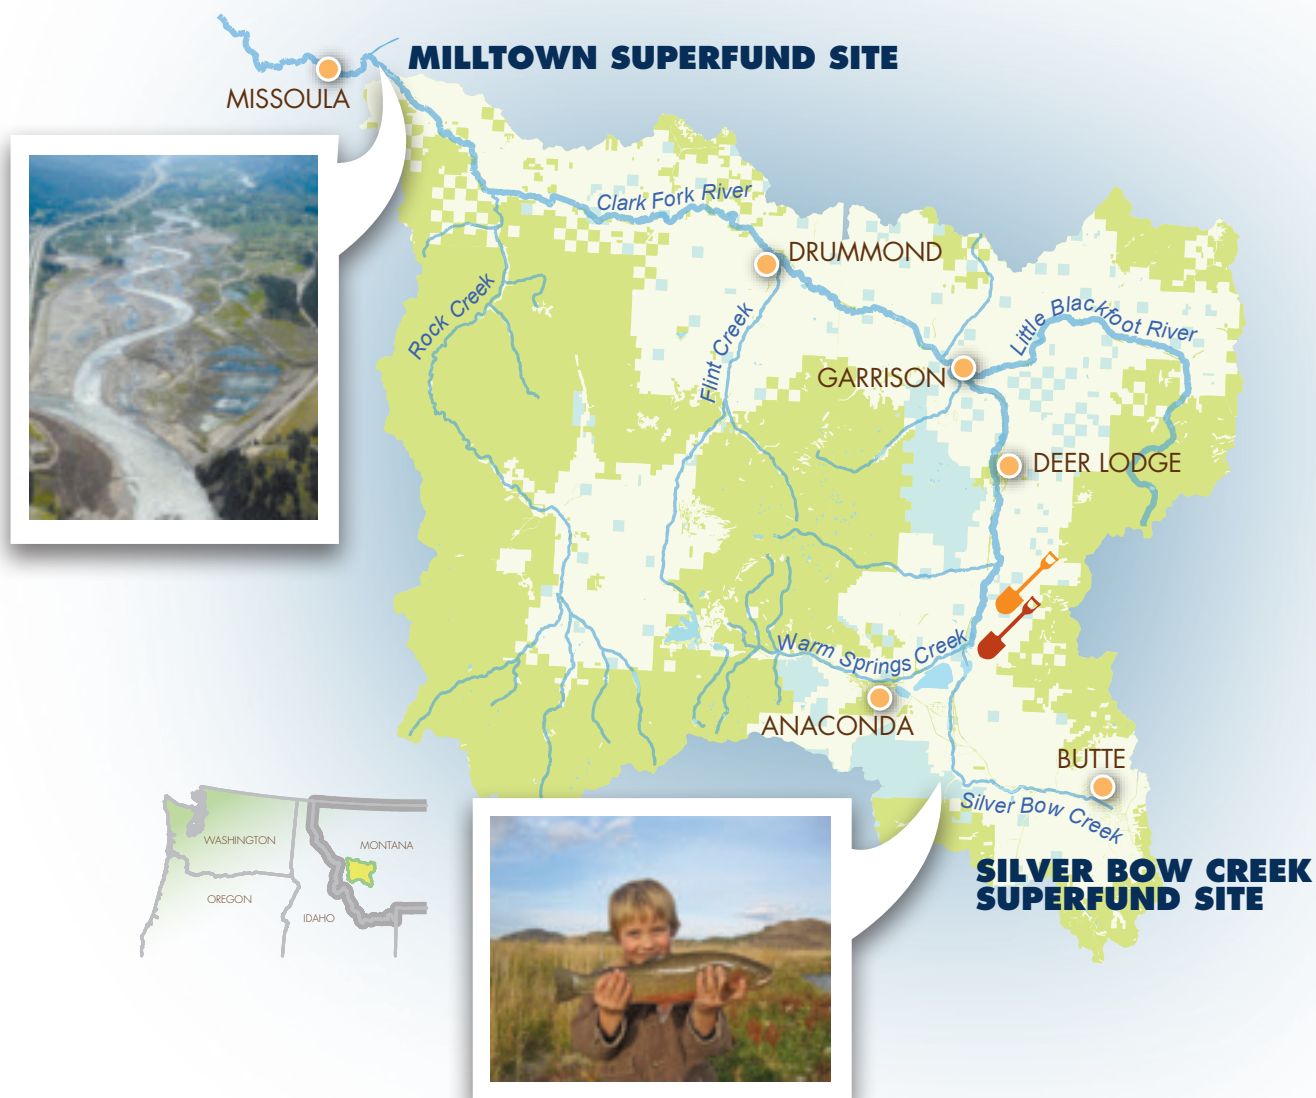 MILLTOWN SUPERFUND SITE
MISSOULA
Clark Fork River
DRUMMOND
Rock Creek
Flint Creek
Little Blackfoot River
GARRISON
DEER LODGE
Warm Springs Creek
ANACONDA
BUTTE
Silver Bow Creek
SILVER BOW CREEK
SUPERFUND SITE
WASHINGTON
MONTANA
OREGON
IDAHO